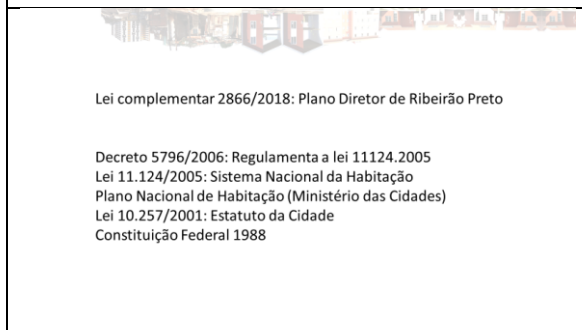 Lei complementar 2866/2018: Plano Diretor de Ribeirão Preto
Decreto 5796/2006: Regulamenta a lei 11124.2005
Lei 11.124/2005: Sistema Nacional da Habitação
Plano Nacional de Habitação (Ministério das Cidades)
Lei 10.257/2001: Estatuto da Cidade
Constituição Federal 1988